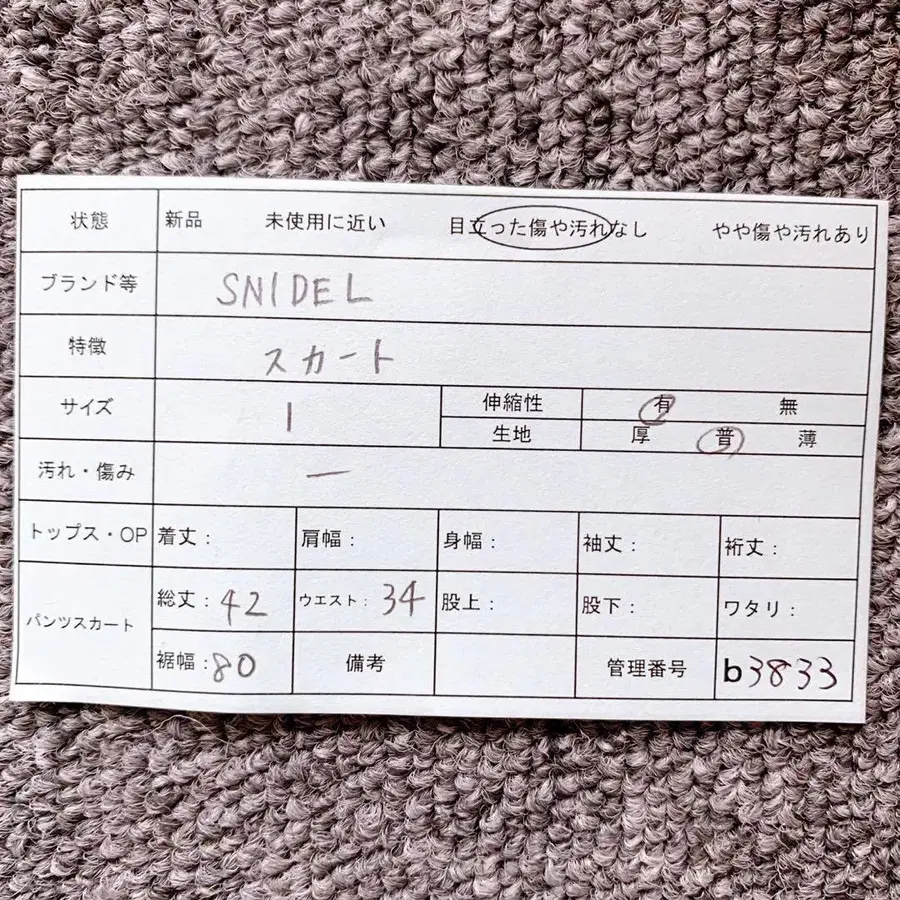 状態 新品 未使用に近い 目立った傷や汚れなし やや傷や汚れあり
ブランド等 SNIDEL
特徴 スカート
サイズ 1 伸縮性 有 無
生地 厚 普 薄
汚れ・傷み ー
トップス・OP 着丈: 肩幅: 身幅: 袖丈: 裄丈:
パンツスカート 総丈:42 ウエスト:34 股上: 股下: ワタリ:
裾幅:80 備考 管理番号 b3833